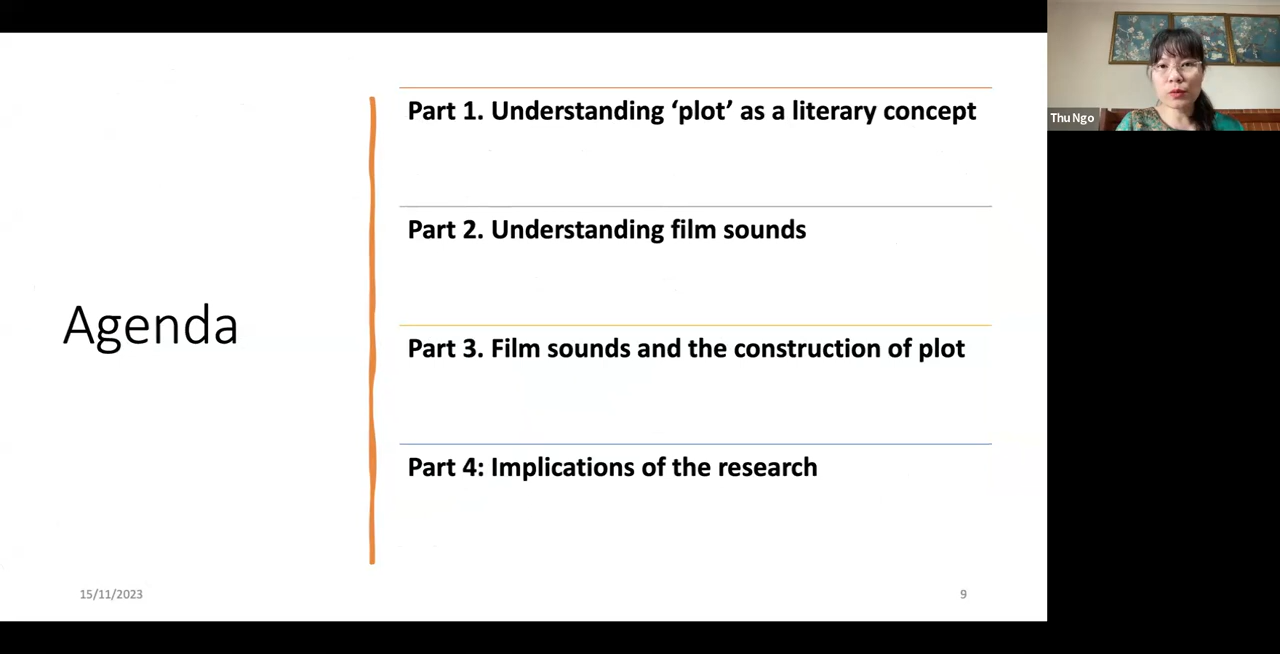 Agenda
Part 1. Understanding ‘plot’ as a literary concept
Part 2. Understanding film sounds
Part 3. Film sounds and the construction of plot
Part 4: Implications of the research
15/11/2023
9
Thu Ngo